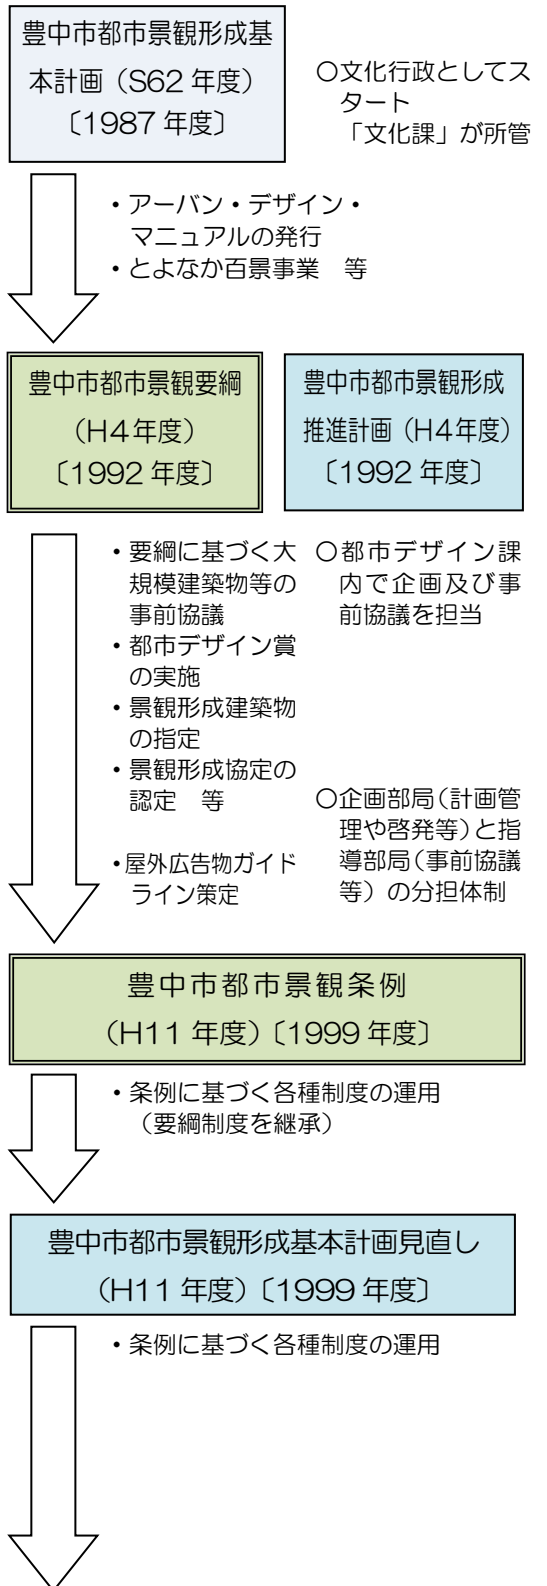 豊中市都市景観形成基
本計画（S62 年度）
〔1987 年度〕
〇文化行政としてス
タート
「文化課」が所管
・アーバン・デザイン・
マニュアルの発行
・とよなか百景事業　等
豊中市都市景観要綱
（H4年度）
〔1992 年度〕
豊中市都市景観形成
推進計画（H4年度）
〔1992 年度〕
・要綱に基づく大
規模建築物等の
事前協議
・都市デザイン賞
の実施
・景観形成建築物
の指定
・景観形成協定の
認定　等
・屋外広告物ガイド
ライン策定
〇都市デザイン課
内で企画及び事
前協議を担当
〇企画部局（計画管
理や啓発等）と指
導部局（事前協議
等）の分担体制
豊中市都市景観条例
（H11 年度）〔1999 年度〕
・条例に基づく各種制度の運用
（要綱制度を継承）
豊中市都市景観形成基本計画見直し
（H11 年度）〔1999 年度〕
・条例に基づく各種制度の運用